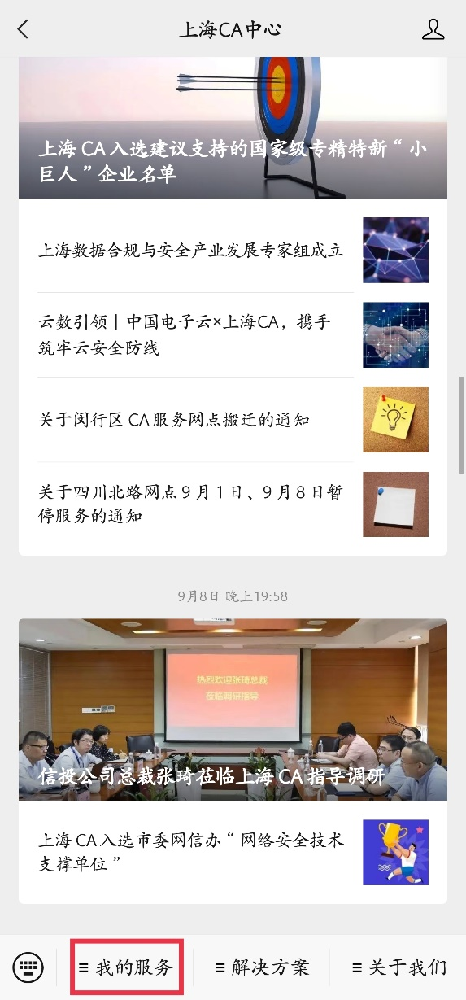 上海CA中心
上海 CA 入选建议支持的国家级专精特新“小
巨人”企业名单
上海数据合规与安全产业发展专家组成立
云数引领丨中国电子云×上海CA，携手
筑牢云安全防线
关于闵行区 CA 服务网点搬迁的通知
关于四川北路网点 9 月 1 日、9 月 8 日暂
停服务的通知
9月8日 晚上19:58
热烈欢迎张琦总裁
莅临调研指导
信投公司总裁张琦莅临上海 CA 指导调研
上海 CA 入选市委网信办“网络安全技术
支撑单位”
≡ 我的服务
≡ 解决方案
≡ 关于我们